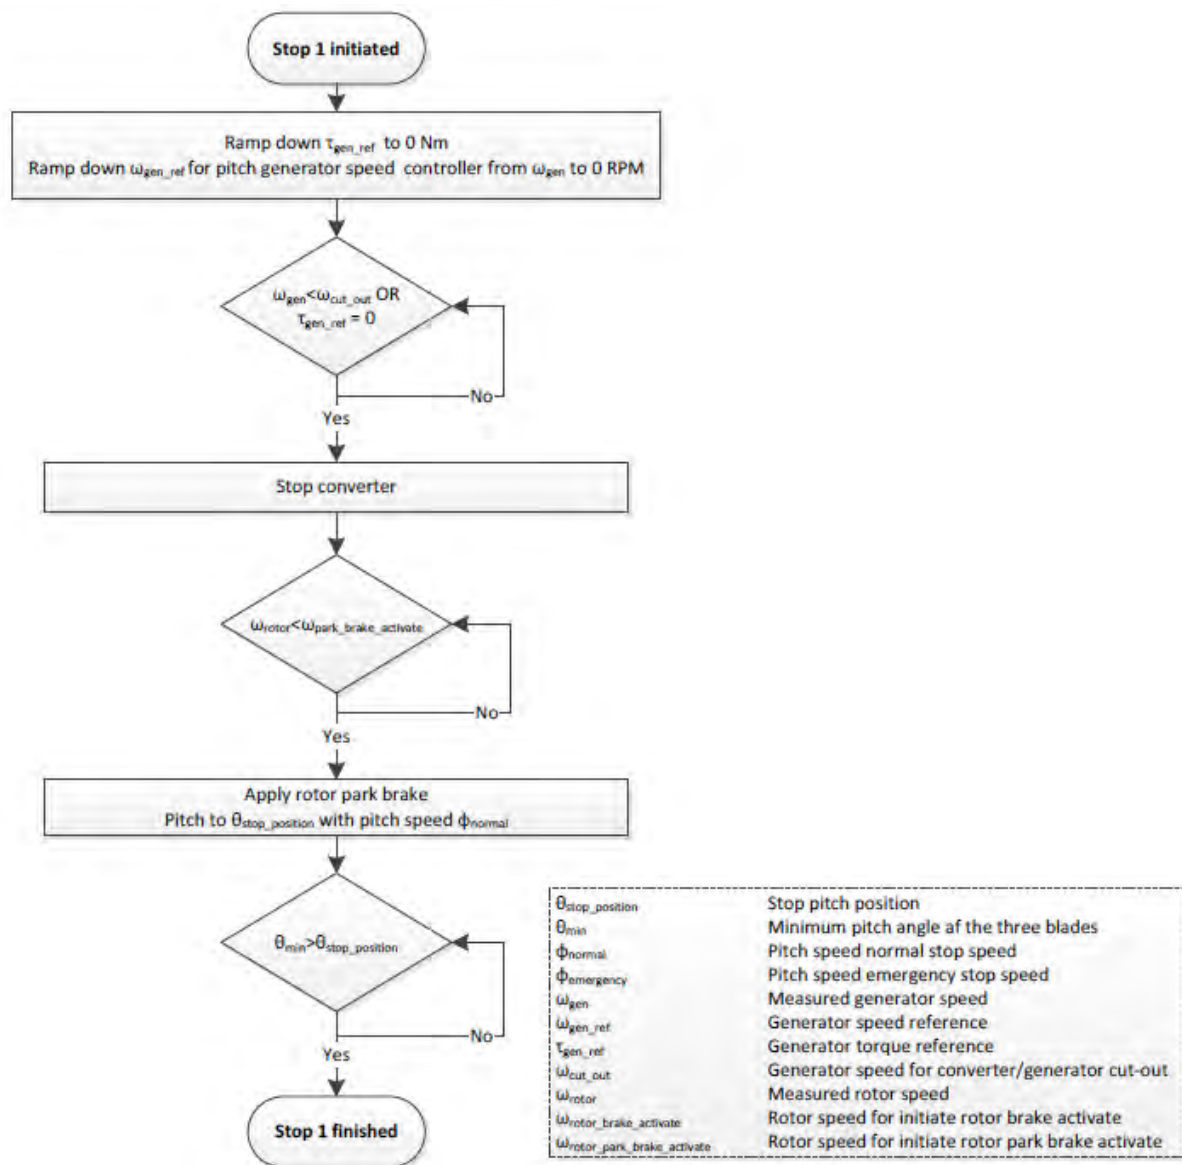 Stop 1 initiated
Ramp down τgen_ref to 0 Nm
Ramp down ωgen_ref for pitch generator speed controller from ωgen to 0 RPM
ωgen<ωcut_out OR
τgen_ref = 0
No
Yes
Stop converter
ωrotor<ωpark_brake_activate
No
Yes
Apply rotor park brake
Pitch to θstop_position with pitch speed ϕnormal
θmin>θstop_position
No
Yes
Stop 1 finished
θstop_position Stop pitch position
θmin Minimum pitch angle af the three blades
ϕnormal Pitch speed normal stop speed
ϕemergency Pitch speed emergency stop speed
ωgen Measured generator speed
ωgen_ref Generator speed reference
τgen_ref Generator torque reference
ωcut_out Generator speed for converter/generator cut-out
ωrotor Measured rotor speed
ωrotor_brake_activate Rotor speed for initiate rotor brake activate
ωrotor_park_brake_activate Rotor speed for initiate rotor park brake activate